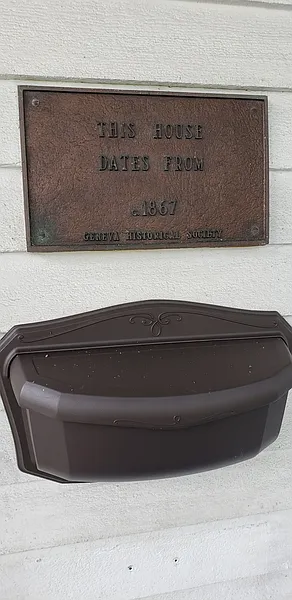 THIS HOUSE
DATES FROM
c.1867
GENEVA HISTORICAL SOCIETY